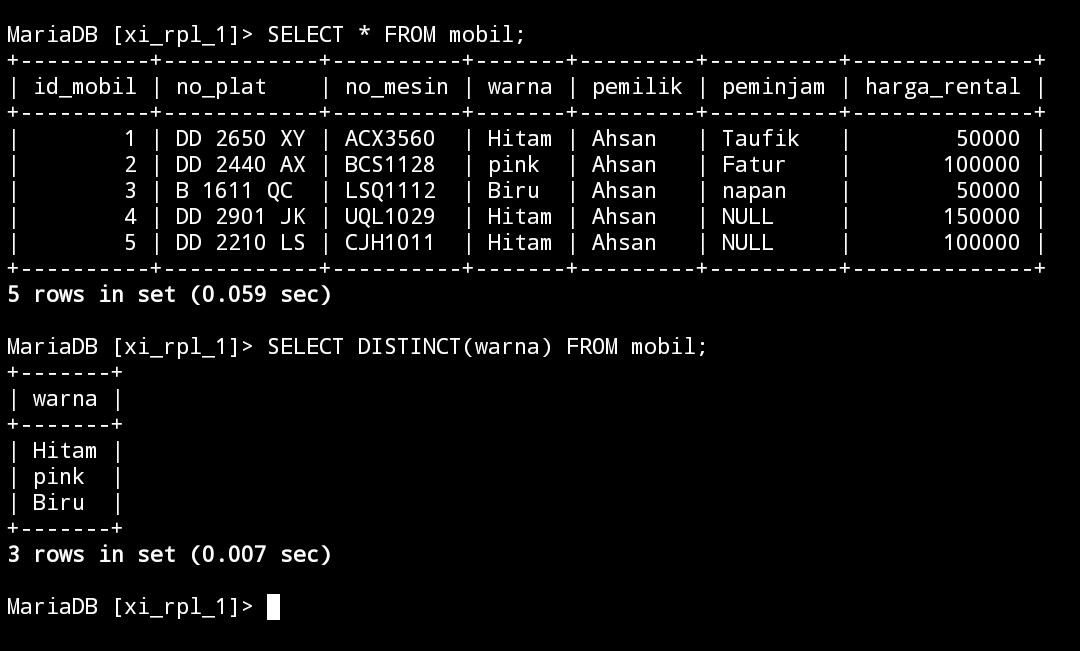 MariaDB [xi_rpl_1]> SELECT * FROM mobil;
+----------+------------+----------+-------+---------+----------+--------------+
| id_mobil | no_plat    | no_mesin | warna | pemilik | peminjam | harga_rental |
+----------+------------+----------+-------+---------+----------+--------------+
|        1 | DD 2650 XY | ACX3560  | Hitam | Ahsan   | Taufik   |        50000 |
|        2 | DD 2440 AX | BCS1128  | pink  | Ahsan   | Fatur    |       100000 |
|        3 | B 1611 QC  | LSQ1112  | Biru  | Ahsan   | napan    |        50000 |
|        4 | DD 2901 JK | UQL1029  | Hitam | Ahsan   | NULL     |       150000 |
|        5 | DD 2210 LS | CJH1011  | Hitam | Ahsan   | NULL     |       100000 |
+----------+------------+----------+-------+---------+----------+--------------+
5 rows in set (0.059 sec)
MariaDB [xi_rpl_1]> SELECT DISTINCT(warna) FROM mobil;
+-------+
| warna |
+-------+
| Hitam |
| pink  |
| Biru  |
+-------+
3 rows in set (0.007 sec)
MariaDB [xi_rpl_1]>